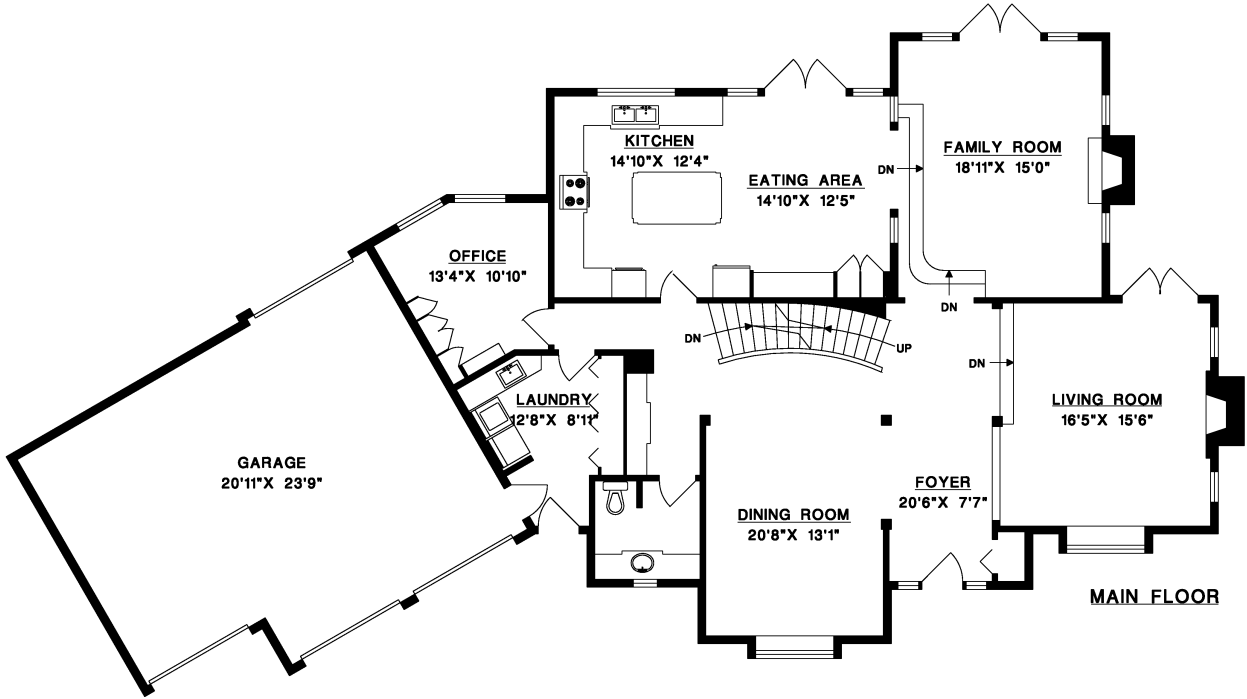 KITCHEN
14'10"X 12'4"
EATING AREA
14'10"X 12'5"
DN
FAMILY ROOM
18'11"X 15'0"
OFFICE
13'4"X 10'10"
DN
DN
UP
DN
LAUNDRY
12'8"X 8'11"
LIVING ROOM
16'5"X 15'6"
GARAGE
20'11"X 23'9"
FOYER
20'6"X 7'7"
DINING ROOM
20'8"X 13'1"
MAIN FLOOR